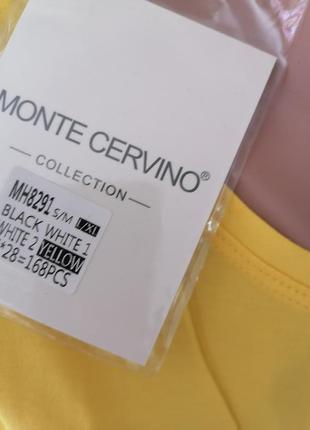 MONTE CERVINO®
COLLECTION
MH8291 S/M L/XL
BLACK WHITE 1
WHITE 2 YELLOW
*28=168PCS